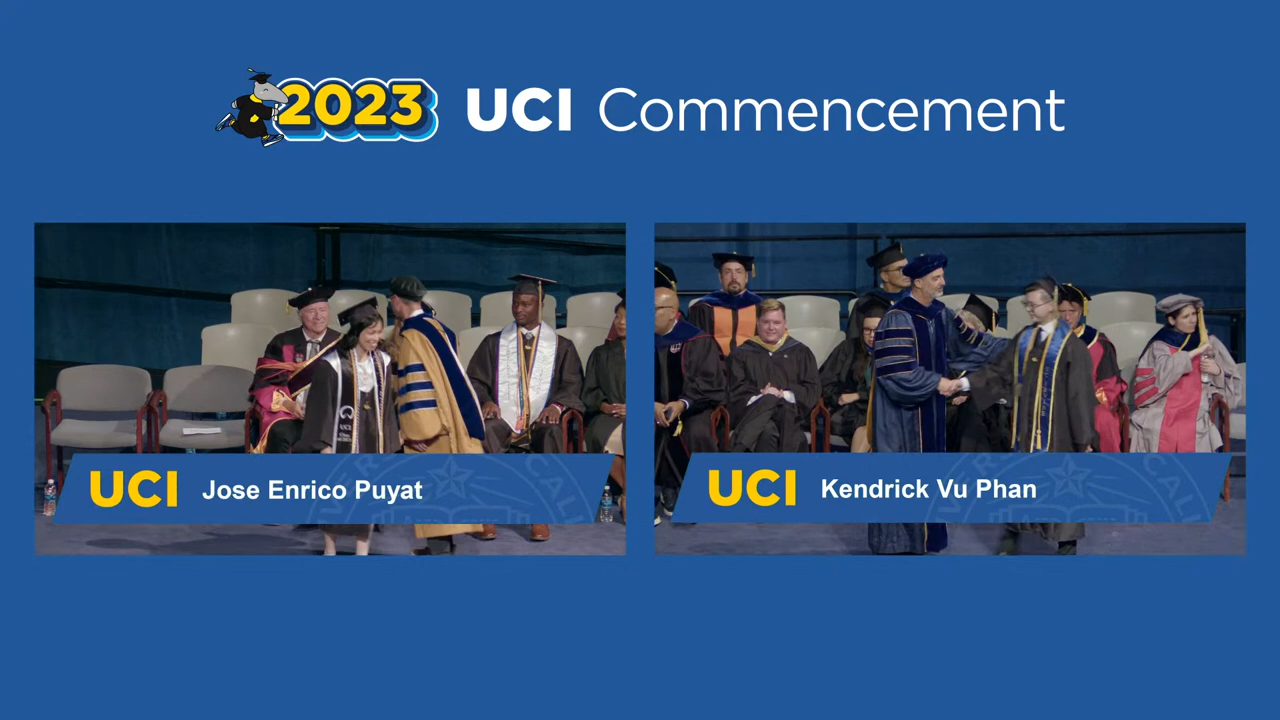 2023 UCI Commencement
UCI Jose Enrico Puyat
UCI Kendrick Vu Phan